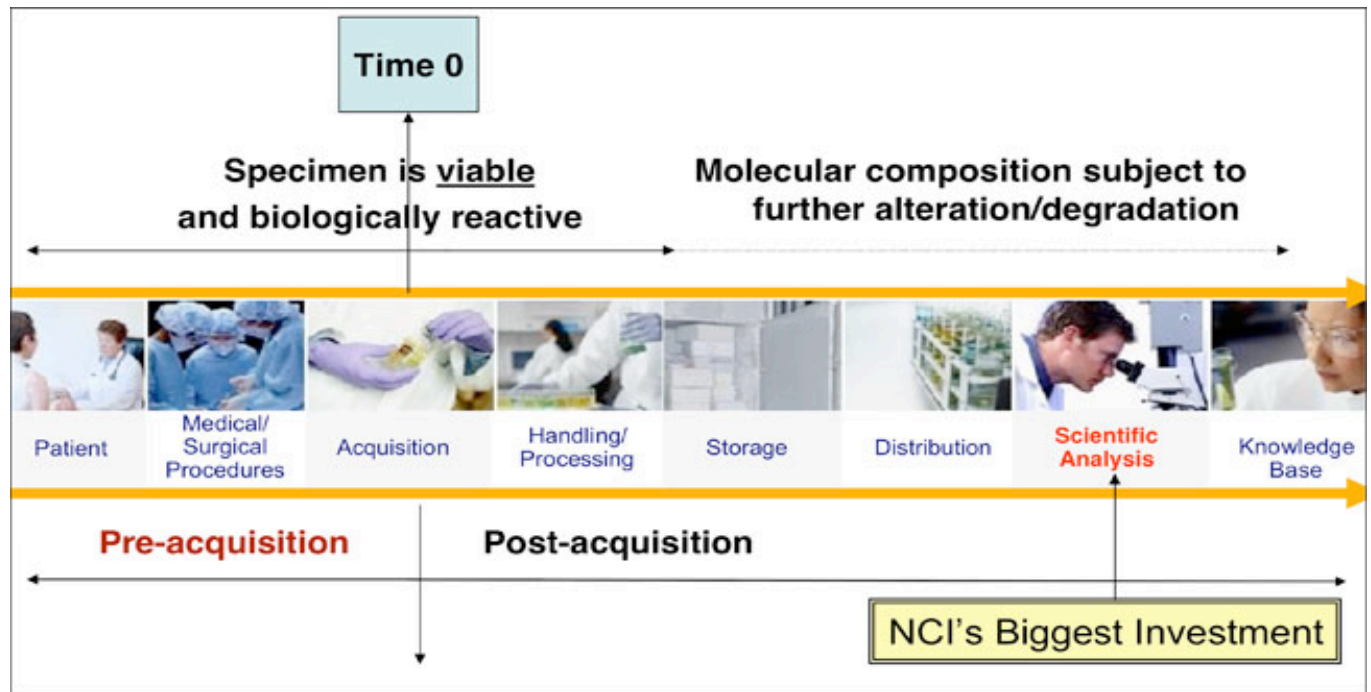 Time 0
Specimen is viable
and biologically reactive
Molecular composition subject to
further alteration/degradation
Patient
Medical/
Surgical
Procedures
Acquisition
Handling/
Processing
Storage
Distribution
Scientific
Analysis
Knowledge
Base
Pre-acquisition
Post-acquisition
NCI's Biggest Investment